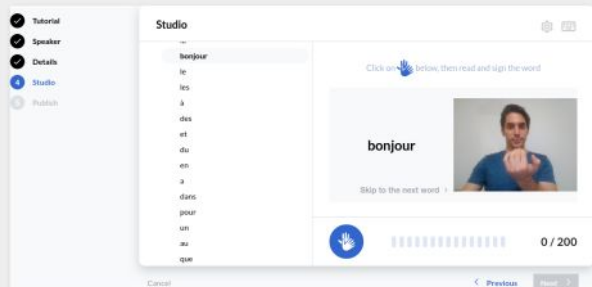 Tutorial
Speaker
Details
4 Studio
Publish
Studio
bonjour
le
les
à
des
et
du
en
a
dans
pour
un
au
que
Click on below, then read and sign the word
bonjour
Skip to the next word >
0 / 200
Cancel
< Previous
Next >